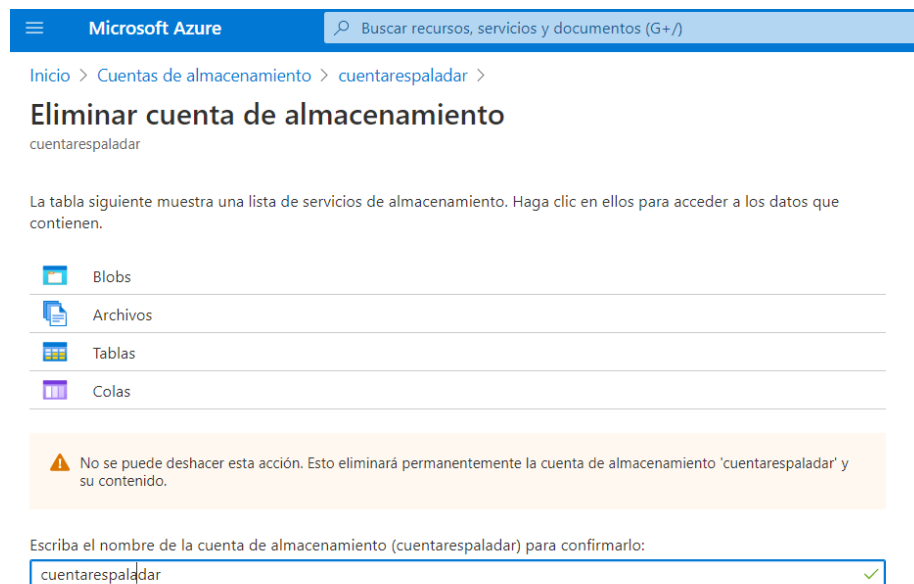 Microsoft Azure
Buscar recursos, servicios y documentos (G+/)
Inicio > Cuentas de almacenamiento > cuentarespaladar >
Eliminar cuenta de almacenamiento
cuentarespaladar
La tabla siguiente muestra una lista de servicios de almacenamiento. Haga clic en ellos para acceder a los datos que
contienen.
Blobs
Archivos
Tablas
Colas
No se puede deshacer esta acción. Esto eliminará permanentemente la cuenta de almacenamiento 'cuentarespaladar' y
su contenido.
Escriba el nombre de la cuenta de almacenamiento (cuentarespaladar) para confirmarlo:
cuentarespaladar